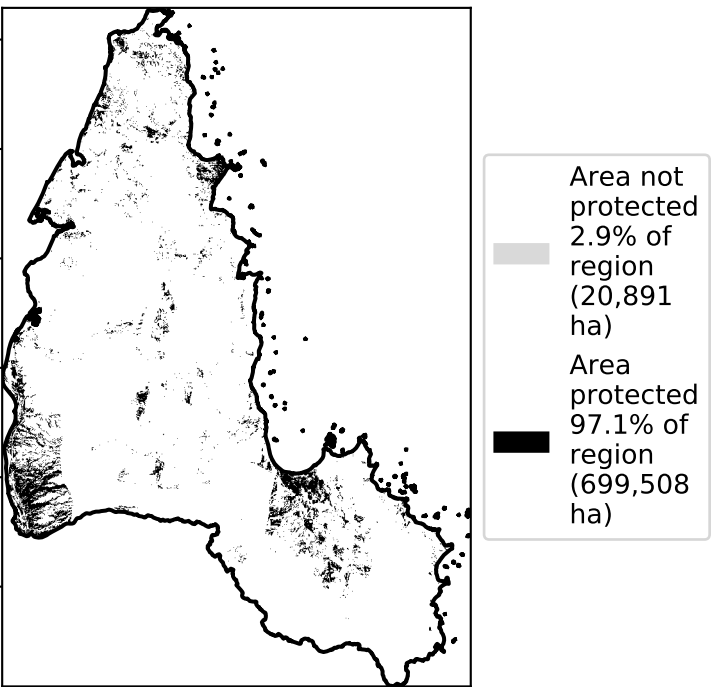 Area not
protected
2.9% of
region
(20,891
ha)
Area
protected
97.1% of
region
(699,508
ha)